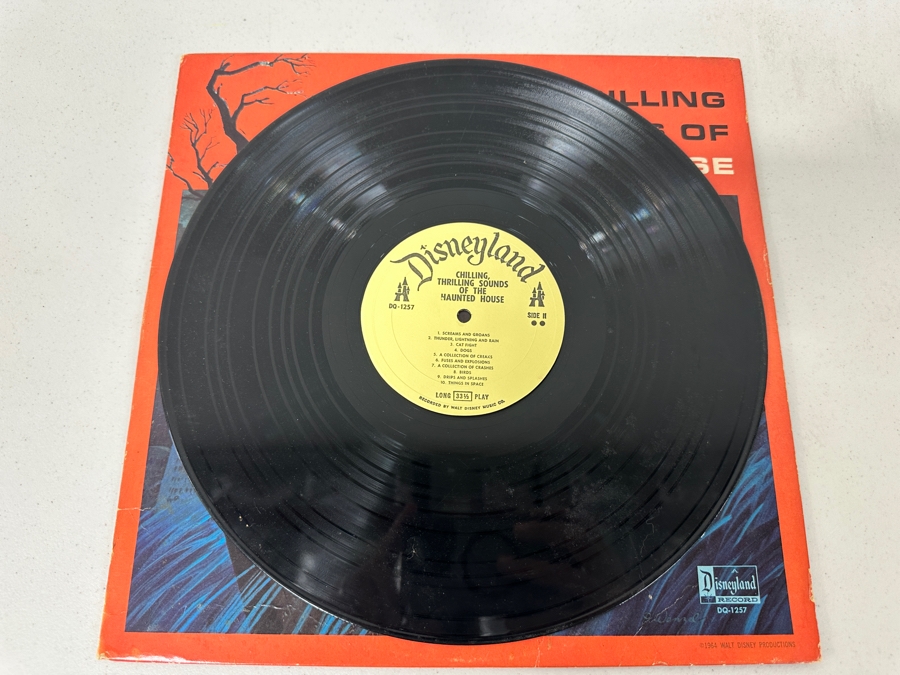 ILLING
OF
SE
Disneyland
CHILLING,
THRILLING SOUNDS
OF THE
HAUNTED HOUSE
DQ-1257
SIDE II
1. SCREAMS AND GROANS
2. THUNDER, LIGHTNING AND RAIN
3. CAT FIGHT
4. DOGS
5. A COLLECTION OF CREAKS
6. FUSES AND EXPLOSIONS
7. A COLLECTION OF CRASHES
8. BIRDS
9. DRIPS AND SPLASHES
10. THINGS IN SPACE
LONG 33⅓ PLAY
RECORDED BY WALT DISNEY MUSIC CO.
Disneyland
RECORD
DQ-1257
©1964 WALT DISNEY PRODUCTIONS